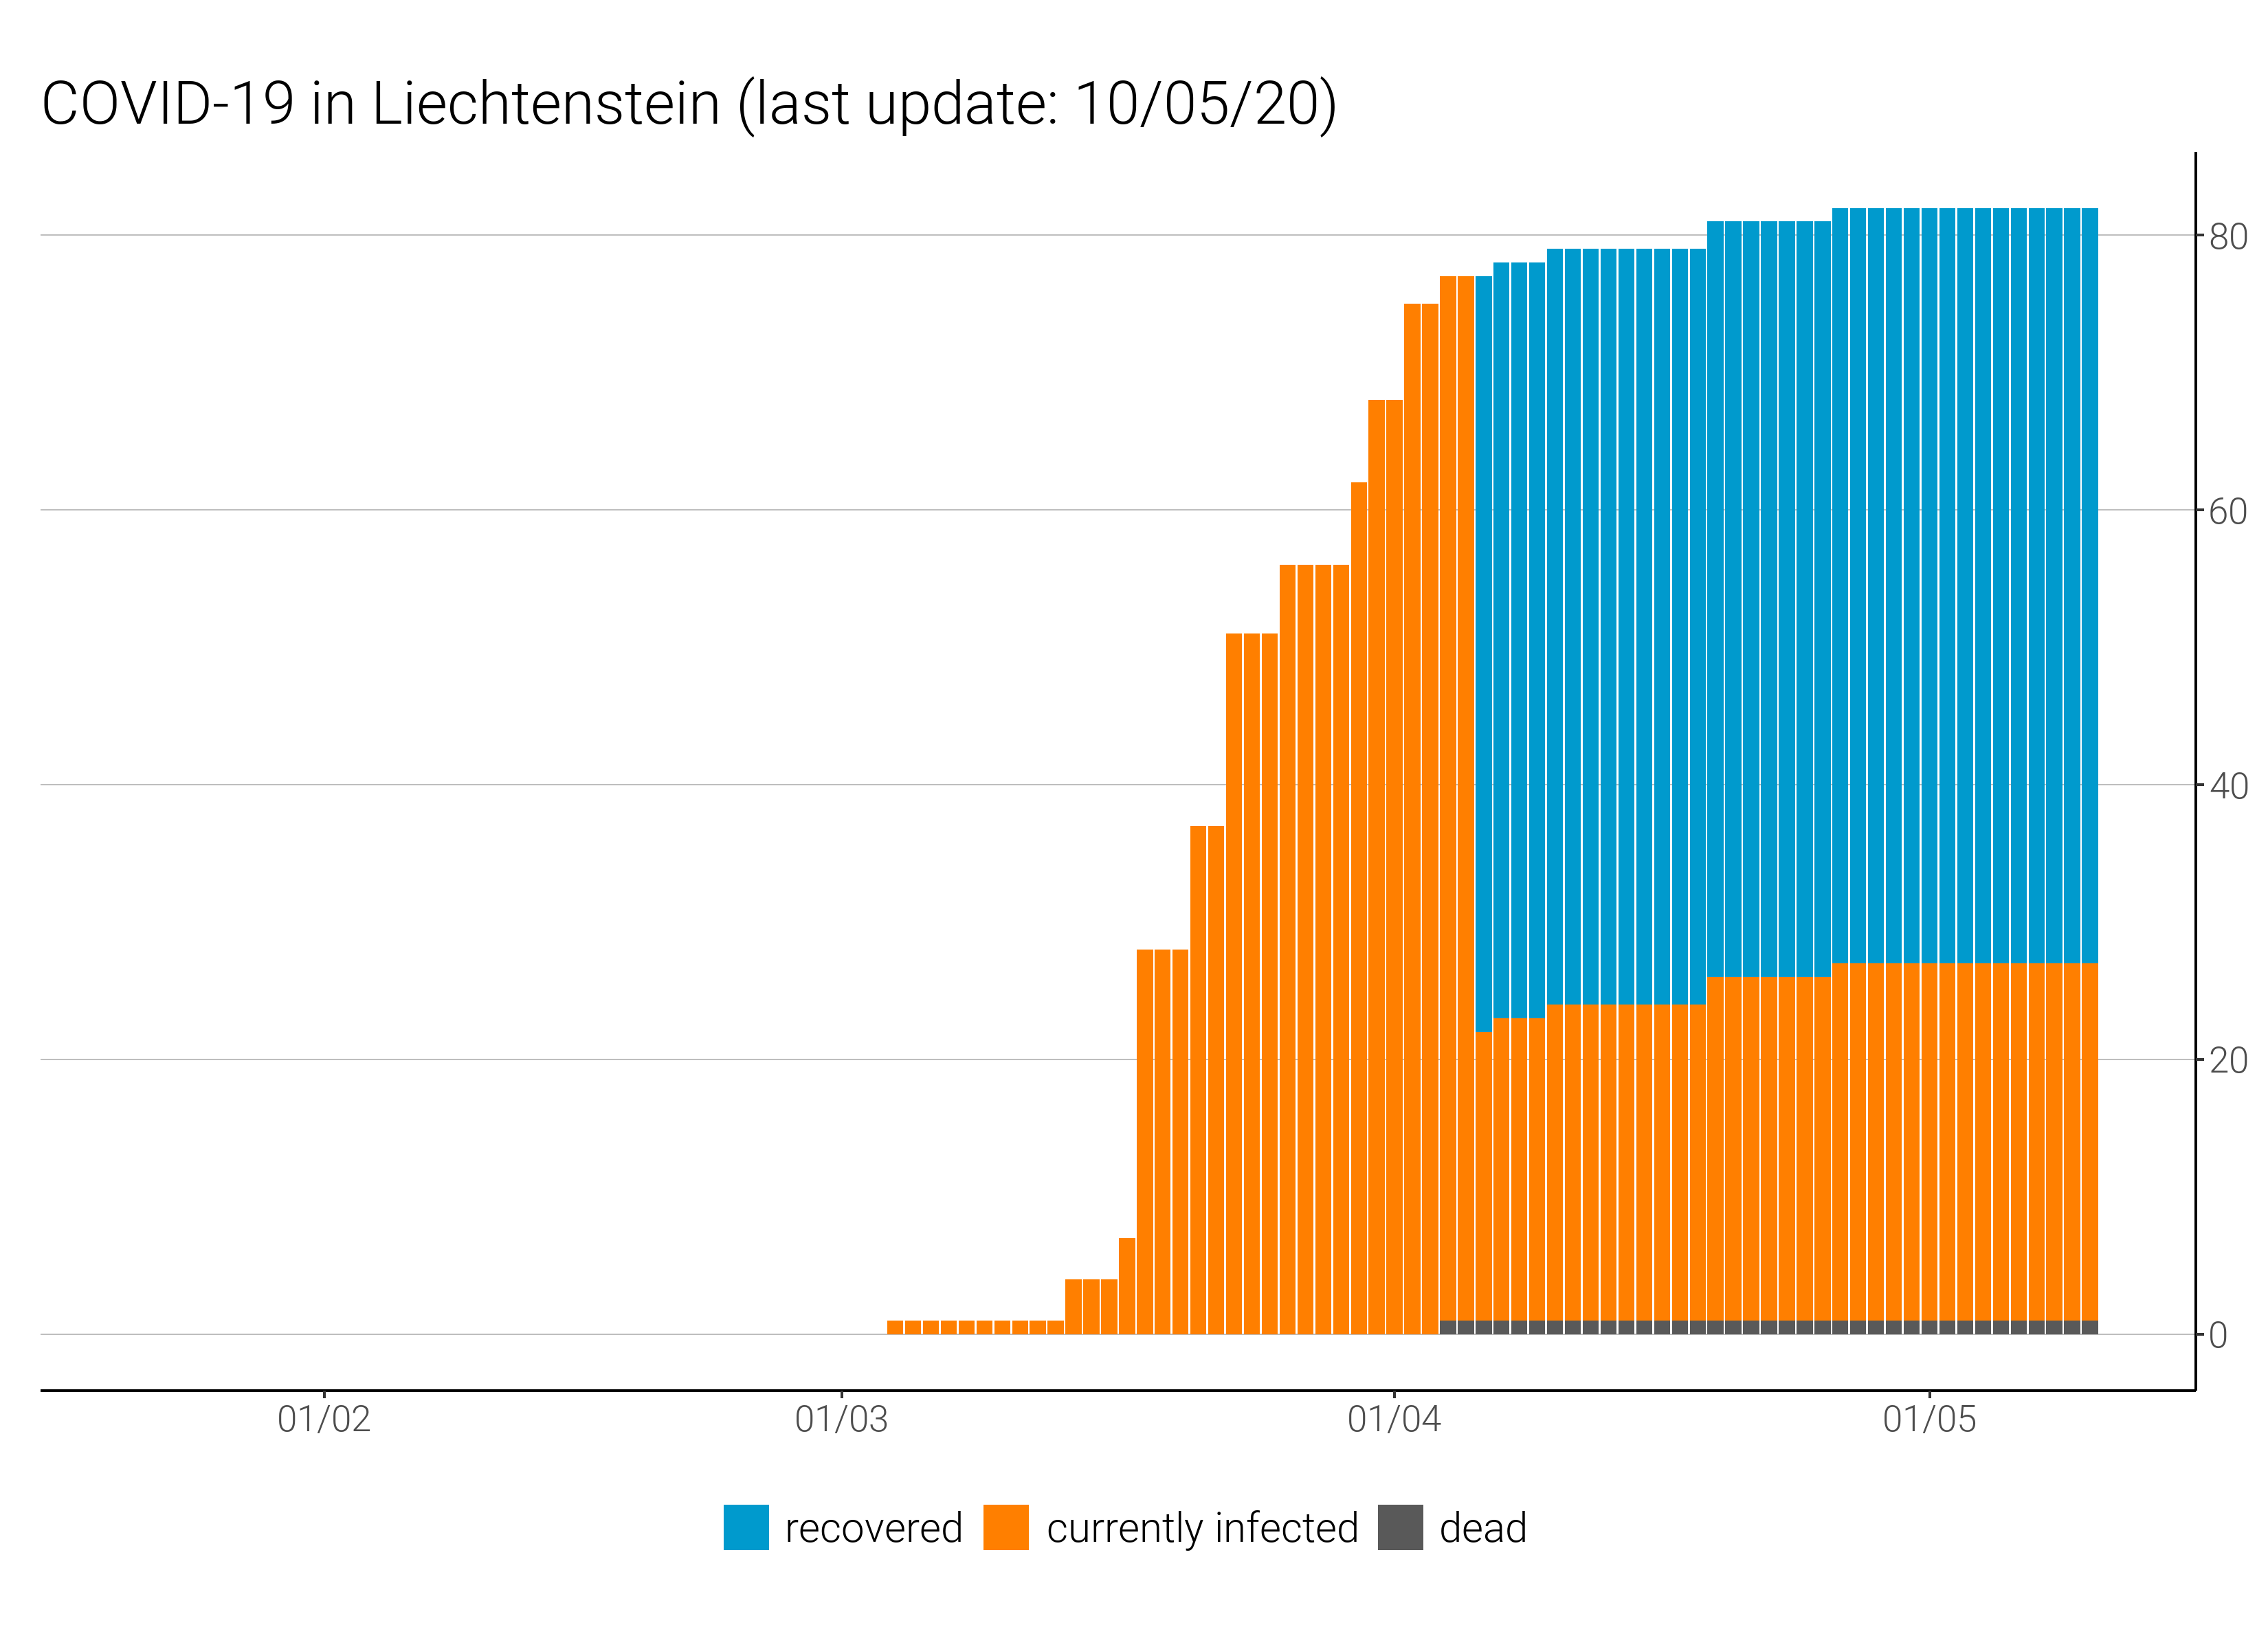 COVID-19 in Liechtenstein (last update: 10/05/20)
80
60
40
20
0
01/02 01/03 01/04 01/05
recovered currently infected dead